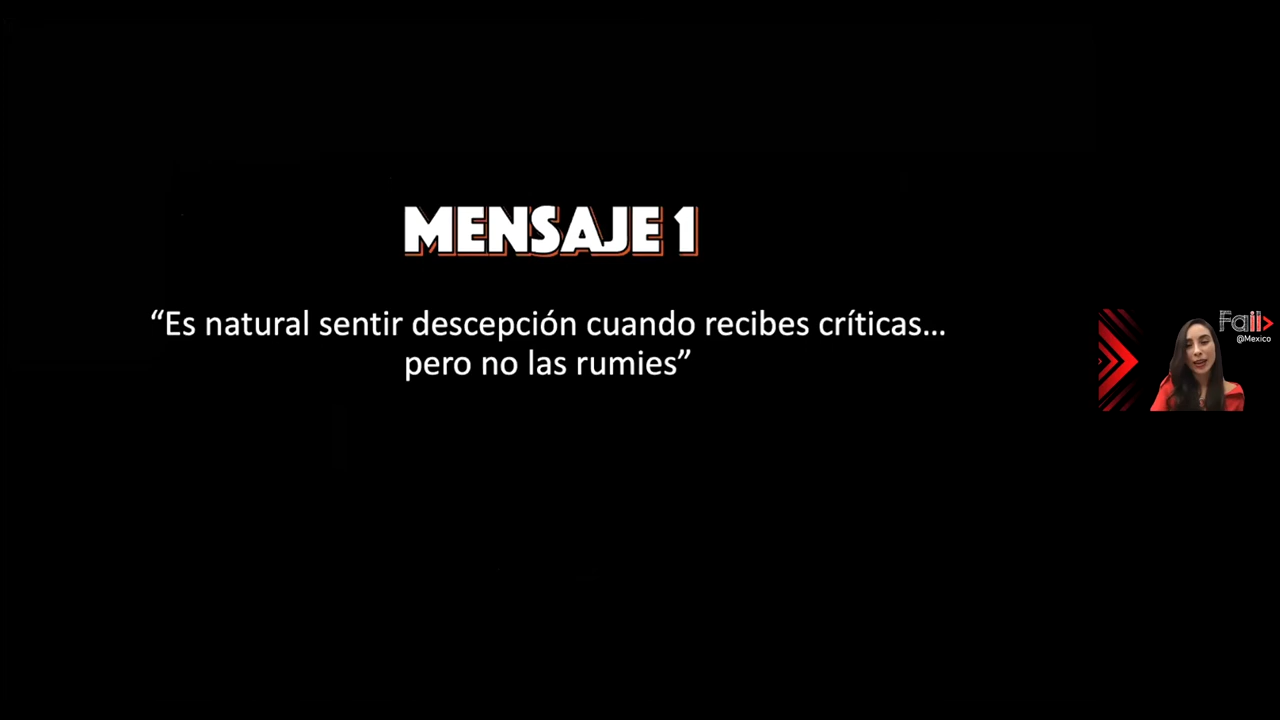 MENSAJE 1
“Es natural sentir descepción cuando recibes críticas...
pero no las rumies”
Fail>
@Mexico